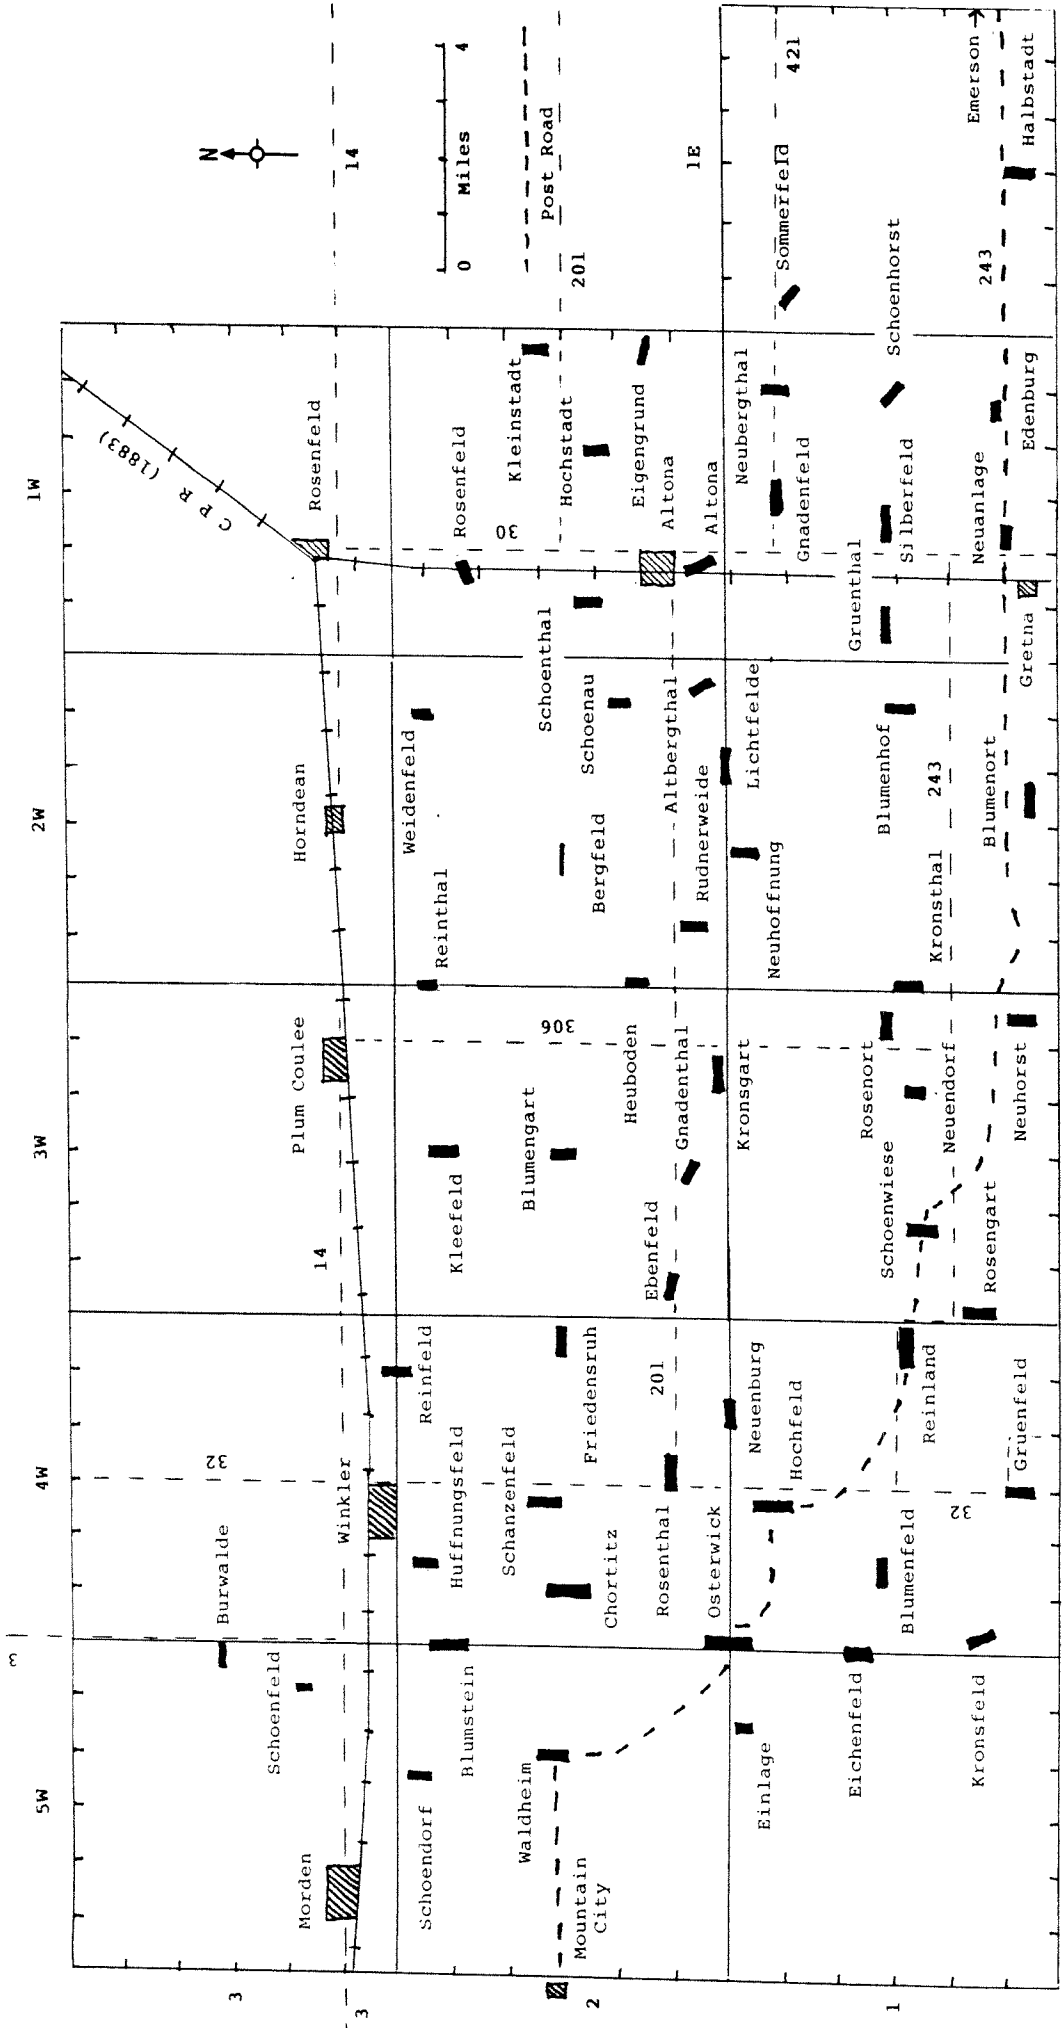 1W
2W
3W
4W
5W
N
0 Miles 4
Post Road
C P R (1883)
14
201
1E
421
Emerson →
Halbstadt
243
Sommerfeld
Schoenhorst
Edenburg
Neuanlage
Rosenfeld
Rosenfeld
Kleinstadt
Hochstadt
Eigengrund
Altona
Altona
Neubergthal
Gnadenfeld
Silberfeld
Gruenthal
Gretna
30
Horndean
Weidenfeld
Reinthal
Schoenthal
Schoenau
Bergfeld
Altbergthal
Rudnerweide
Lichtfelde
Neuhoffnung
Blumenhof
243
Kronsthal
Blumenort
Plum Coulee
306
Heuboden
Gnadenthal
Kronsgart
Blumengart
Kleefeld
Ebenfeld
Rosenort
Schoenwiese
Neuendorf
Neuhorst
Rosengart
14
Winkler
32
Burwalde
Reinfeld
Huffnungsfeld
Schanzenfeld
Friedensruh
Chortitz
201
Rosenthal
Osterwick
Neuenburg
Hochfeld
Reinland
Gruenfeld
32
Blumenfeld
3
Schoenfeld
Morden
Schoendorf
Blumstein
Waldheim
Mountain
City
Einlage
Eichenfeld
Kronsfeld
3
3
2
1